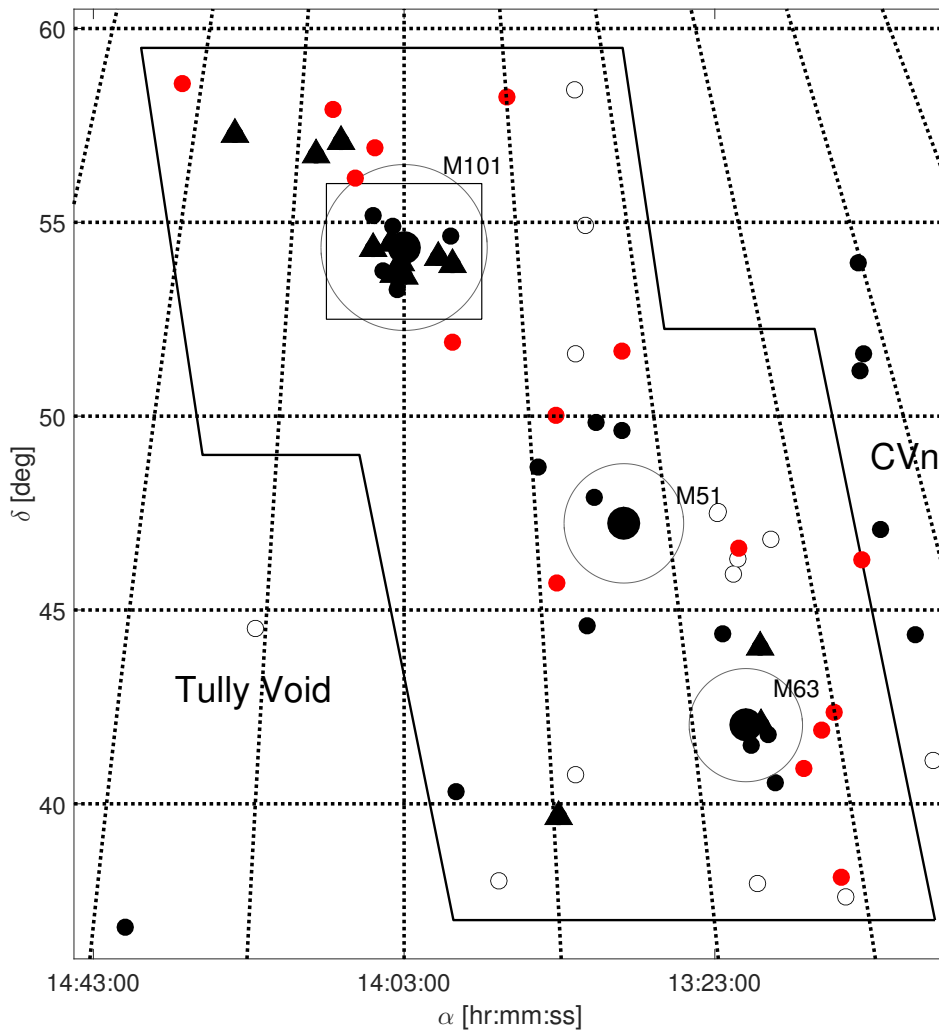 60
M101
55
50
CVn
M51
δ [deg]
45
Tully Void
M63
40
14:43:00
14:03:00
13:23:00
α [hr:mm:ss]